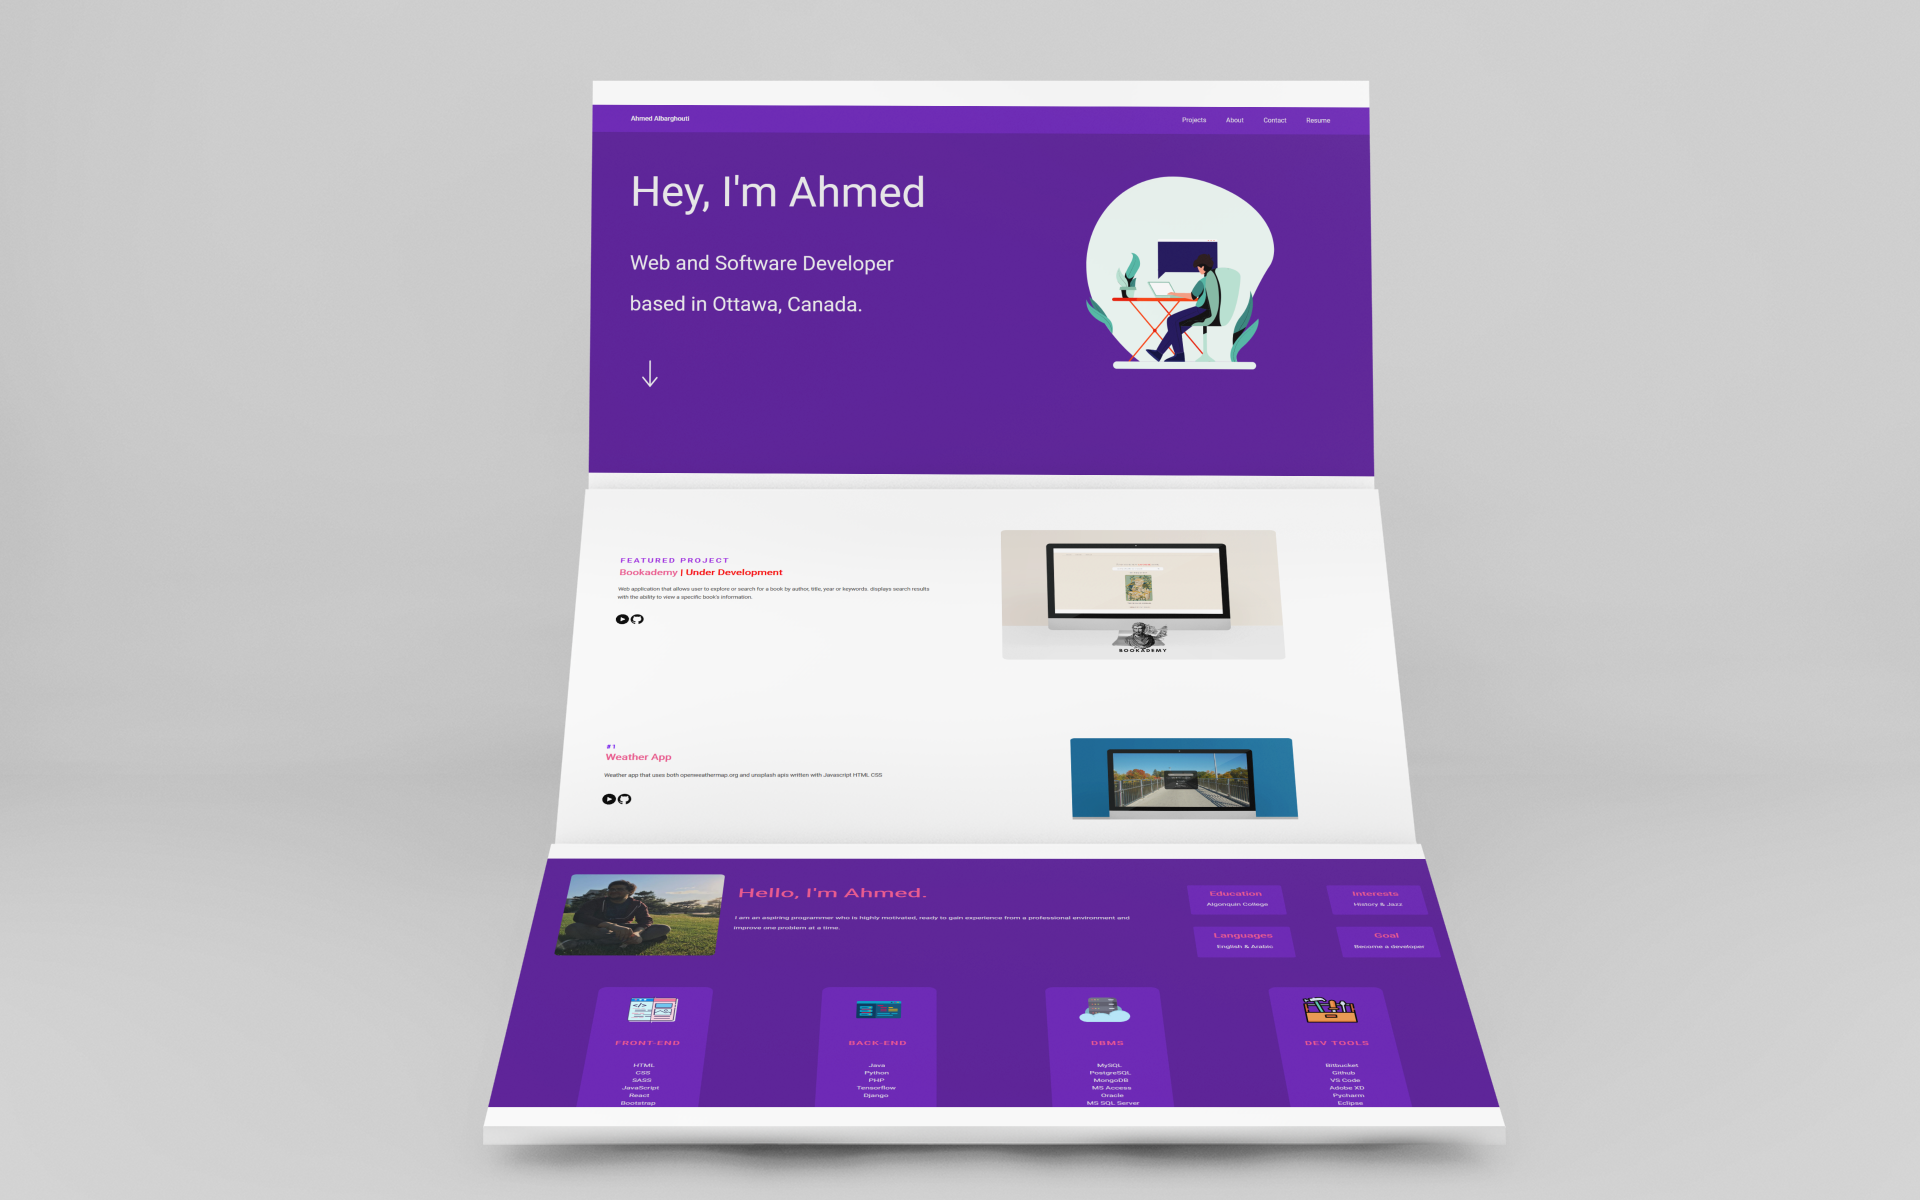 Ahmed Albarghouti
Projects About Contact Resume
Hey, I'm Ahmed
Web and Software Developer
based in Ottawa, Canada.
FEATURED PROJECT
Bookademy | Under Development
Web application that allows user to explore or search for a book by author, title, year or keywords. displays search results
with the ability to view a specific book's information.
BOOKADEMY
#1
Weather App
Weather app that uses both openweathermap.org and unsplash apis written with Javascript HTML CSS
Hello, I'm Ahmed.
I am an aspiring programmer who is highly motivated, ready to gain experience from a professional environment and
improve one problem at a time.
Education
Algonquin College
Interests
History & Jazz
Languages
English & Arabic
Goal
Become a developer
FRONT-END
HTML
CSS
SASS
JavaScript
React
Bootstrap
BACK-END
Java
Python
PHP
Tensorflow
Django
DBMS
MySQL
PostgreSQL
MongoDB
MS Access
Oracle
MS SQL Server
DEV TOOLS
Bitbucket
Github
VS Code
Adobe XD
Pycharm
Eclipse